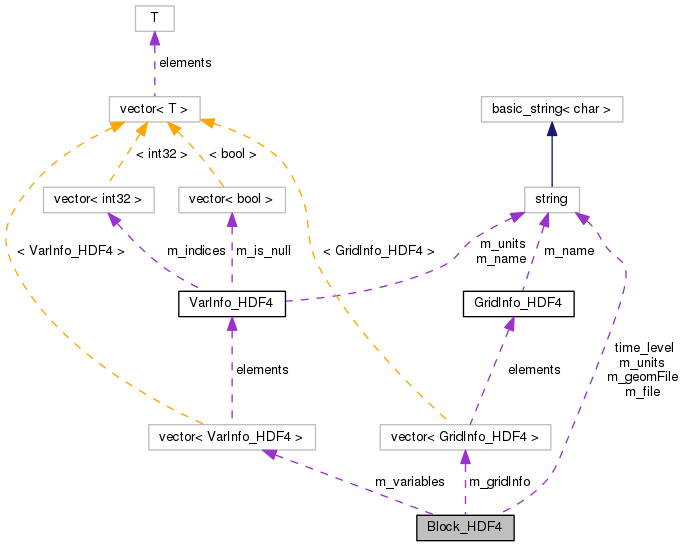 T
elements
vector< T >
basic_string< char >
< int32 >
< bool >
vector< int32 >
vector< bool >
string
< VarInfo_HDF4 >
m_indices
m_is_null
< GridInfo_HDF4 >
m_units
m_name
m_name
VarInfo_HDF4
GridInfo_HDF4
time_level
m_units
m_geomFile
m_file
elements
elements
vector< VarInfo_HDF4 >
vector< GridInfo_HDF4 >
m_variables
m_gridInfo
Block_HDF4